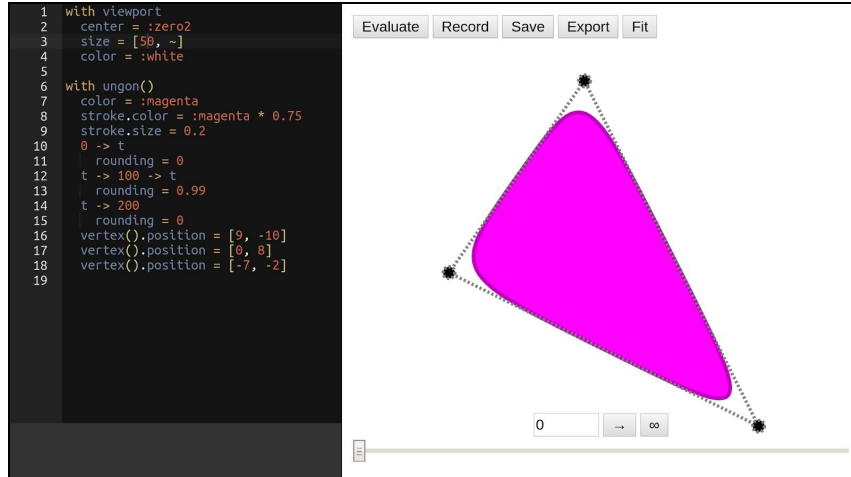 1 with viewport
2 center = :zero2
3 size = [50, ~]
4 color = :white
5
6 with ungon()
7 color = :magenta
8 stroke.color = :magenta * 0.75
9 stroke.size = 0.2
10 0 -> t
11 rounding = 0
12 t -> 100 -> t
13 rounding = 0.99
14 t -> 200
15 rounding = 0
16 vertex().position = [9, -10]
17 vertex().position = [0, 8]
18 vertex().position = [-7, -2]
19
Evaluate Record Save Export Fit
0 → ∞